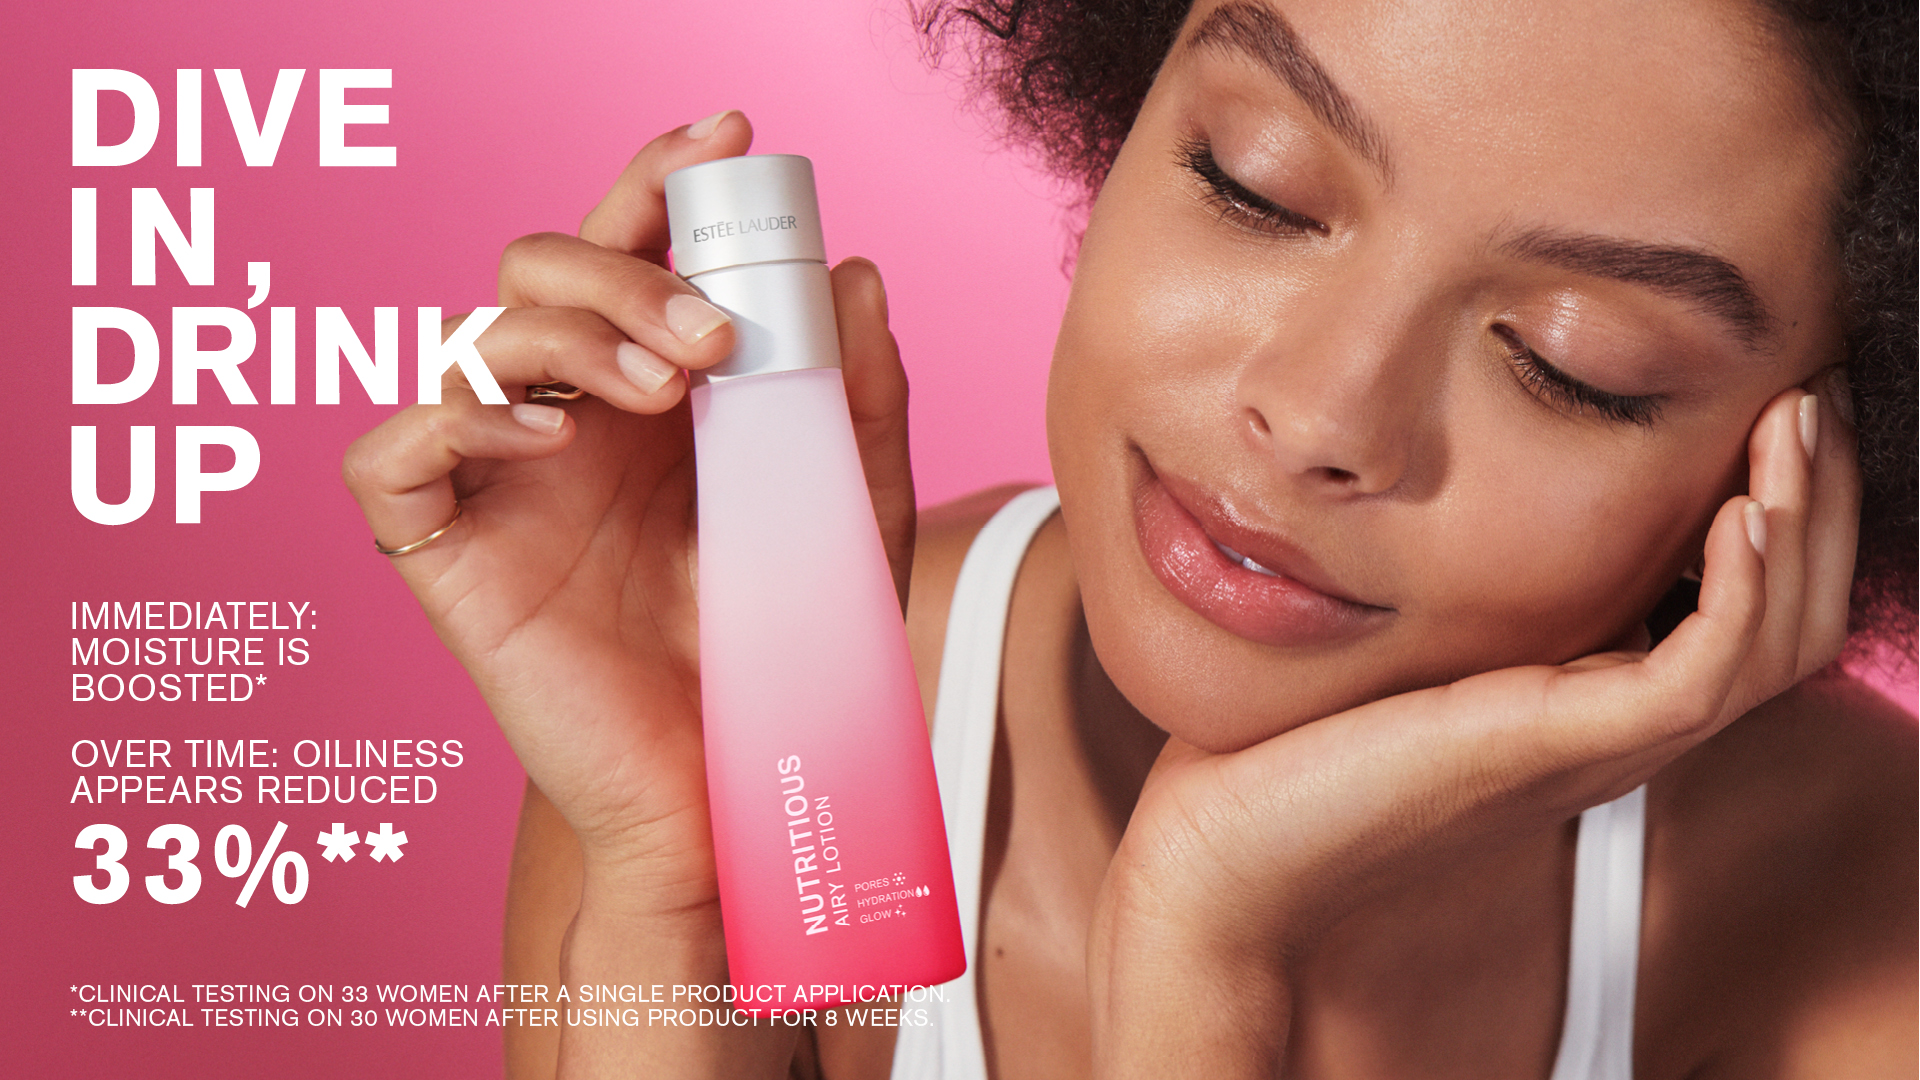 DIVE
IN,
DRINK
UP
IMMEDIATELY:
MOISTURE IS
BOOSTED*
OVER TIME: OILINESS
APPEARS REDUCED
33%**
*CLINICAL TESTING ON 33 WOMEN AFTER A SINGLE PRODUCT APPLICATION.
**CLINICAL TESTING ON 30 WOMEN AFTER USING PRODUCT FOR 8 WEEKS.
ESTĒE LAUDER
NUTRITIOUS
AIRY LOTION
PORES
HYDRATION
GLOW